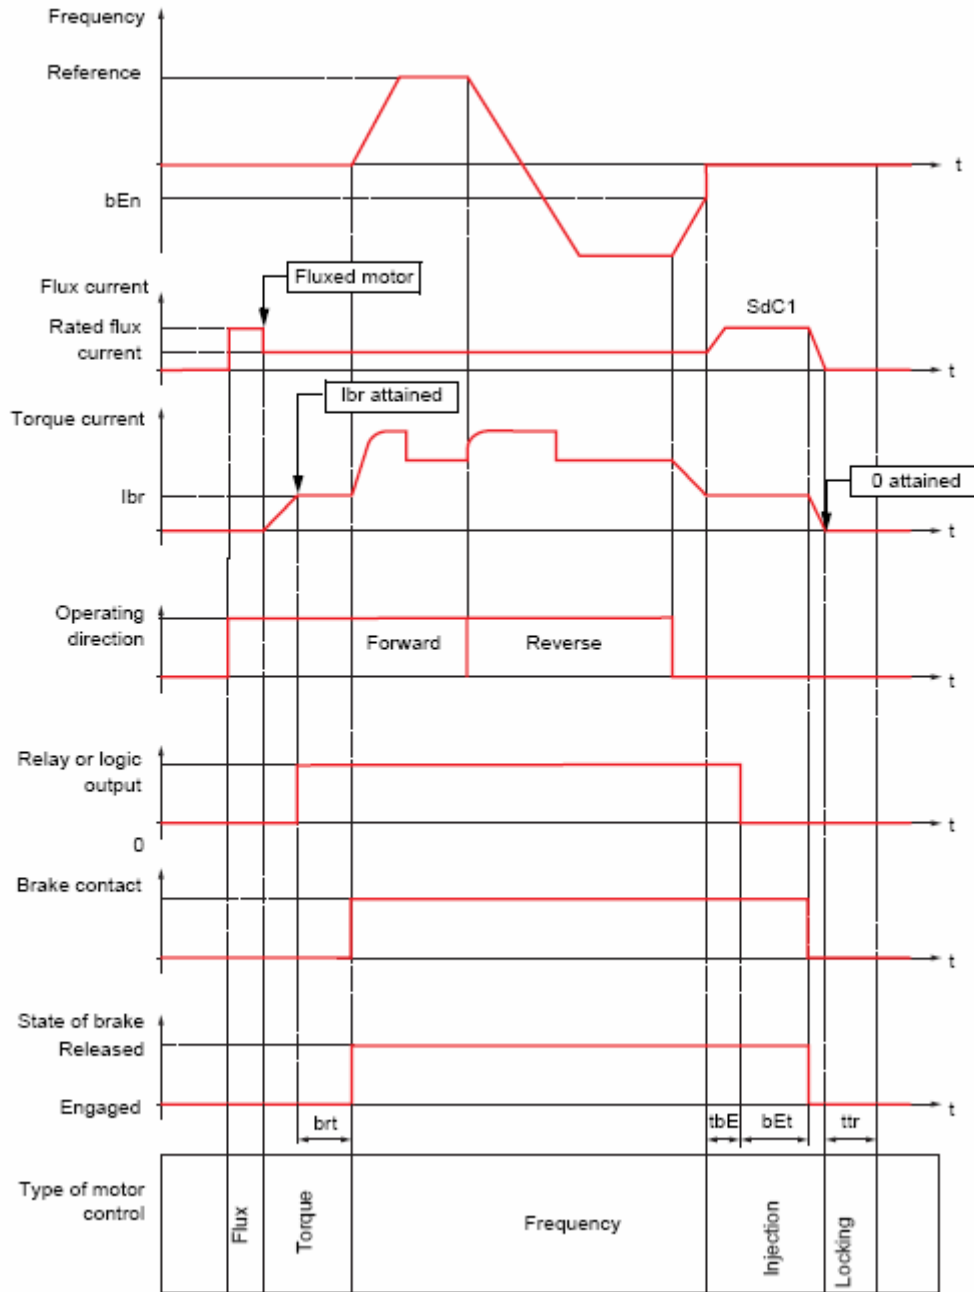 Frequency
Reference
t
bEn
Fluxed motor
Flux current
SdC1
Rated flux
current
t
Ibr attained
Torque current
0 attained
Ibr
t
Operating
direction
Forward
Reverse
t
Relay or logic
output
t
0
Brake contact
t
State of brake
Released
Engaged
t
brt
tbE
bEt
ttr
Type of motor
control
Flux
Torque
Frequency
Injection
Locking